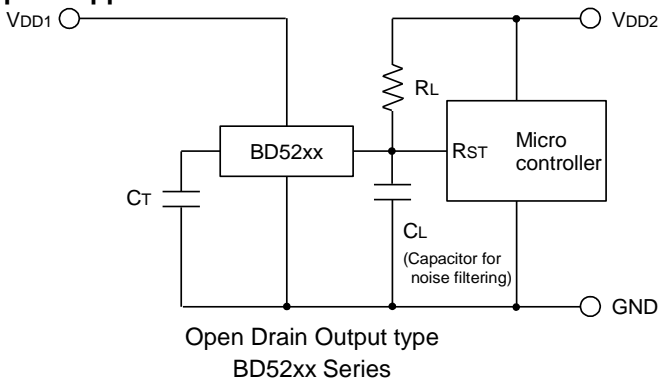 VDD1
VDD2
RL
BD52xx
RST
Micro
controller
CT
CL
(Capacitor for
noise filtering)
GND
Open Drain Output type
BD52xx Series